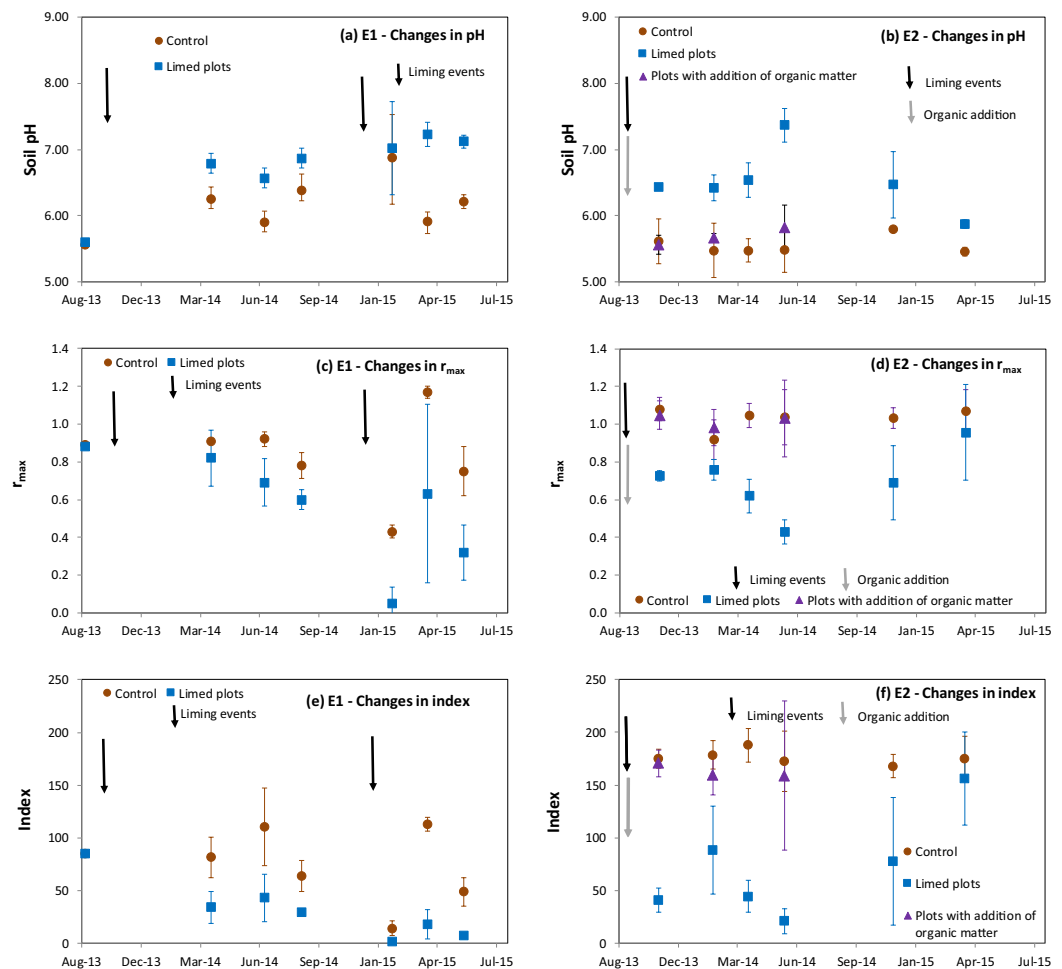 9.00
8.00
7.00
6.00
5.00
Soil pH
(a) E1 - Changes in pH
Control
Limed plots
Liming events
Aug-13 Dec-13 Mar-14 Jun-14 Sep-14 Jan-15 Apr-15 Jul-15
9.00
8.00
7.00
6.00
5.00
Soil pH
(b) E2 - Changes in pH
Control
Limed plots
Plots with addition of organic matter
Liming events
Organic addition
Aug-13 Dec-13 Mar-14 Jun-14 Sep-14 Dec-14 Apr-15 Jul-15
1.4
1.2
1.0
0.8
0.6
0.4
0.2
0.0
rmax
(c) E1 - Changes in rmax
Control Limed plots
Liming events
Aug-13 Dec-13 Mar-14 Jun-14 Sep-14 Jan-15 Apr-15 Jul-15
1.4
1.2
1.0
0.8
0.6
0.4
0.2
0.0
rmax
(d) E2 - Changes in rmax
Liming events Organic addition
Control Limed plots Plots with addition of organic matter
Aug-13 Dec-13 Mar-14 Jun-14 Sep-14 Dec-14 Apr-15 Jul-15
250
200
150
100
50
0
Index
(e) E1 - Changes in index
Control Limed plots
Liming events
Aug-13 Dec-13 Mar-14 Jun-14 Sep-14 Jan-15 Apr-15 Jul-15
250
200
150
100
50
0
Index
(f) E2 - Changes in index
Liming events Organic addition
Control
Limed plots
Plots with addition of
organic matter
Aug-13 Dec-13 Mar-14 Jun-14 Sep-14 Dec-14 Apr-15 Jul-15